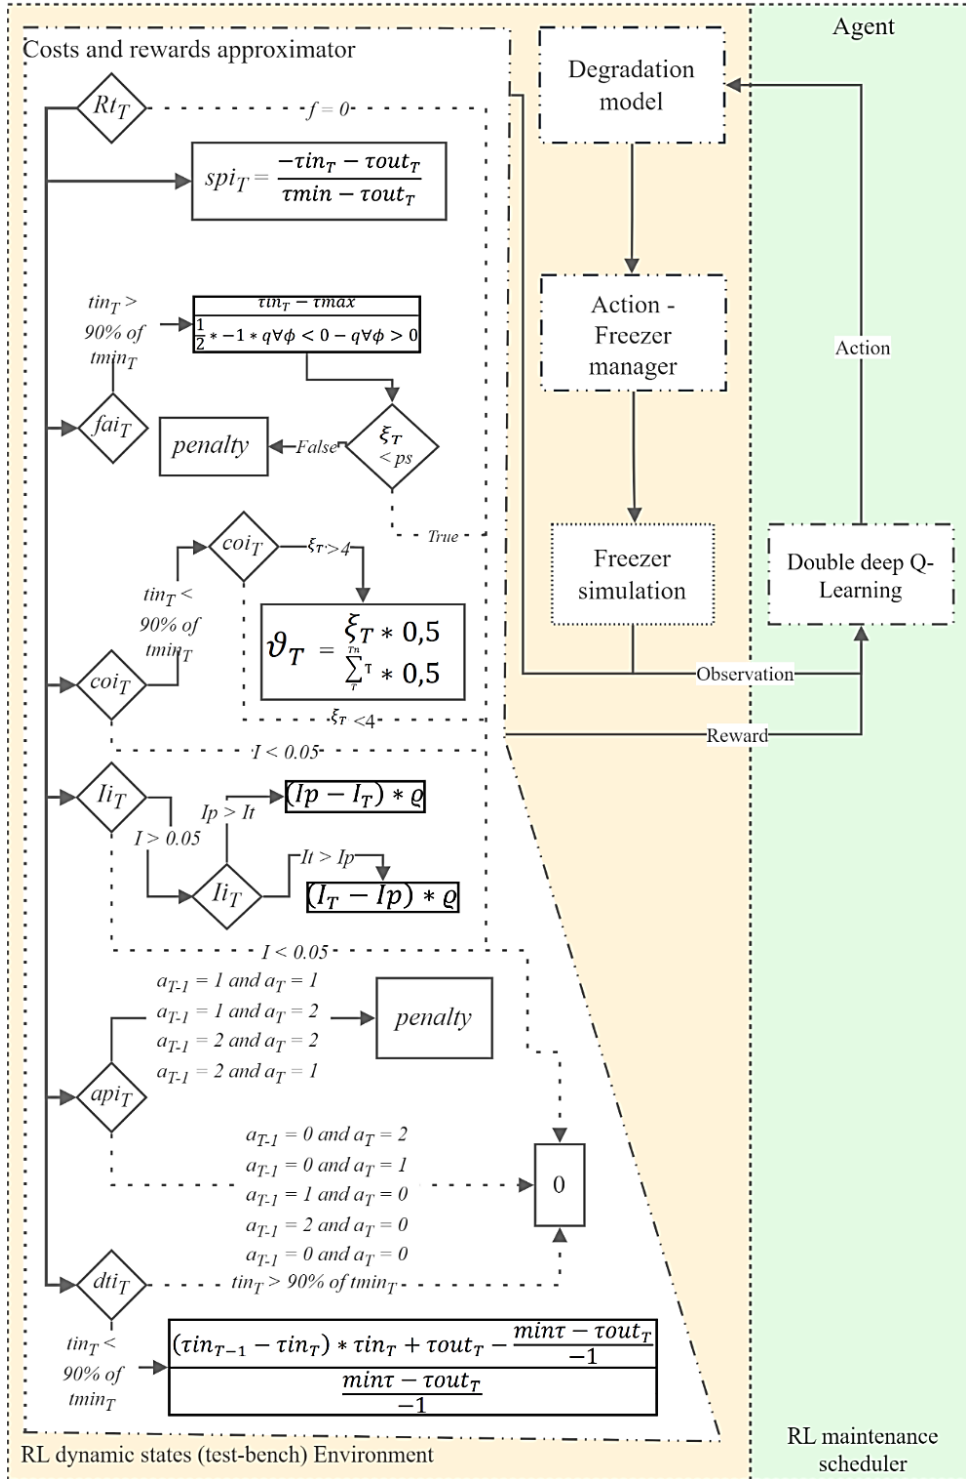 Costs and rewards approximator
Rt_T
f = 0
spi_T = (-τin_T - τout_T) / (τmin - τout_T)
tin_T >
90% of
tmin_T
τin_T - τmax
1/2 * -1 * q∀ϕ < 0 - q∀ϕ > 0
fai_T
penalty
False
ξ_T
< ps
True
coi_T
ξ_T >4
tin_T <
90% of
tmin_T
ϑ_T =
ξ_T * 0,5
Tn
∑ τ * 0,5
τ
coi_T
ξ_T <4
I < 0.05
Ii_T
I > 0.05
Ip > It
(Ip - I_T) * ϱ
Ii_T
It > Ip
(I_T - Ip) * ϱ
I < 0.05
a_T-1 = 1 and a_T = 1
a_T-1 = 1 and a_T = 2
a_T-1 = 2 and a_T = 2
a_T-1 = 2 and a_T = 1
penalty
api_T
a_T-1 = 0 and a_T = 2
a_T-1 = 0 and a_T = 1
a_T-1 = 1 and a_T = 0
a_T-1 = 2 and a_T = 0
a_T-1 = 0 and a_T = 0
0
dti_T
tin_T > 90% of tmin_T
tin_T <
90% of
tmin_T
(τin_T-1 - τin_T) * τin_T + τout_T - (minτ - τout_T) / -1
(minτ - τout_T) / -1
RL dynamic states (test-bench) Environment
Degradation
model
Action -
Freezer
manager
Freezer
simulation
Observation
Reward
Agent
Action
Double deep Q-
Learning
RL maintenance
scheduler